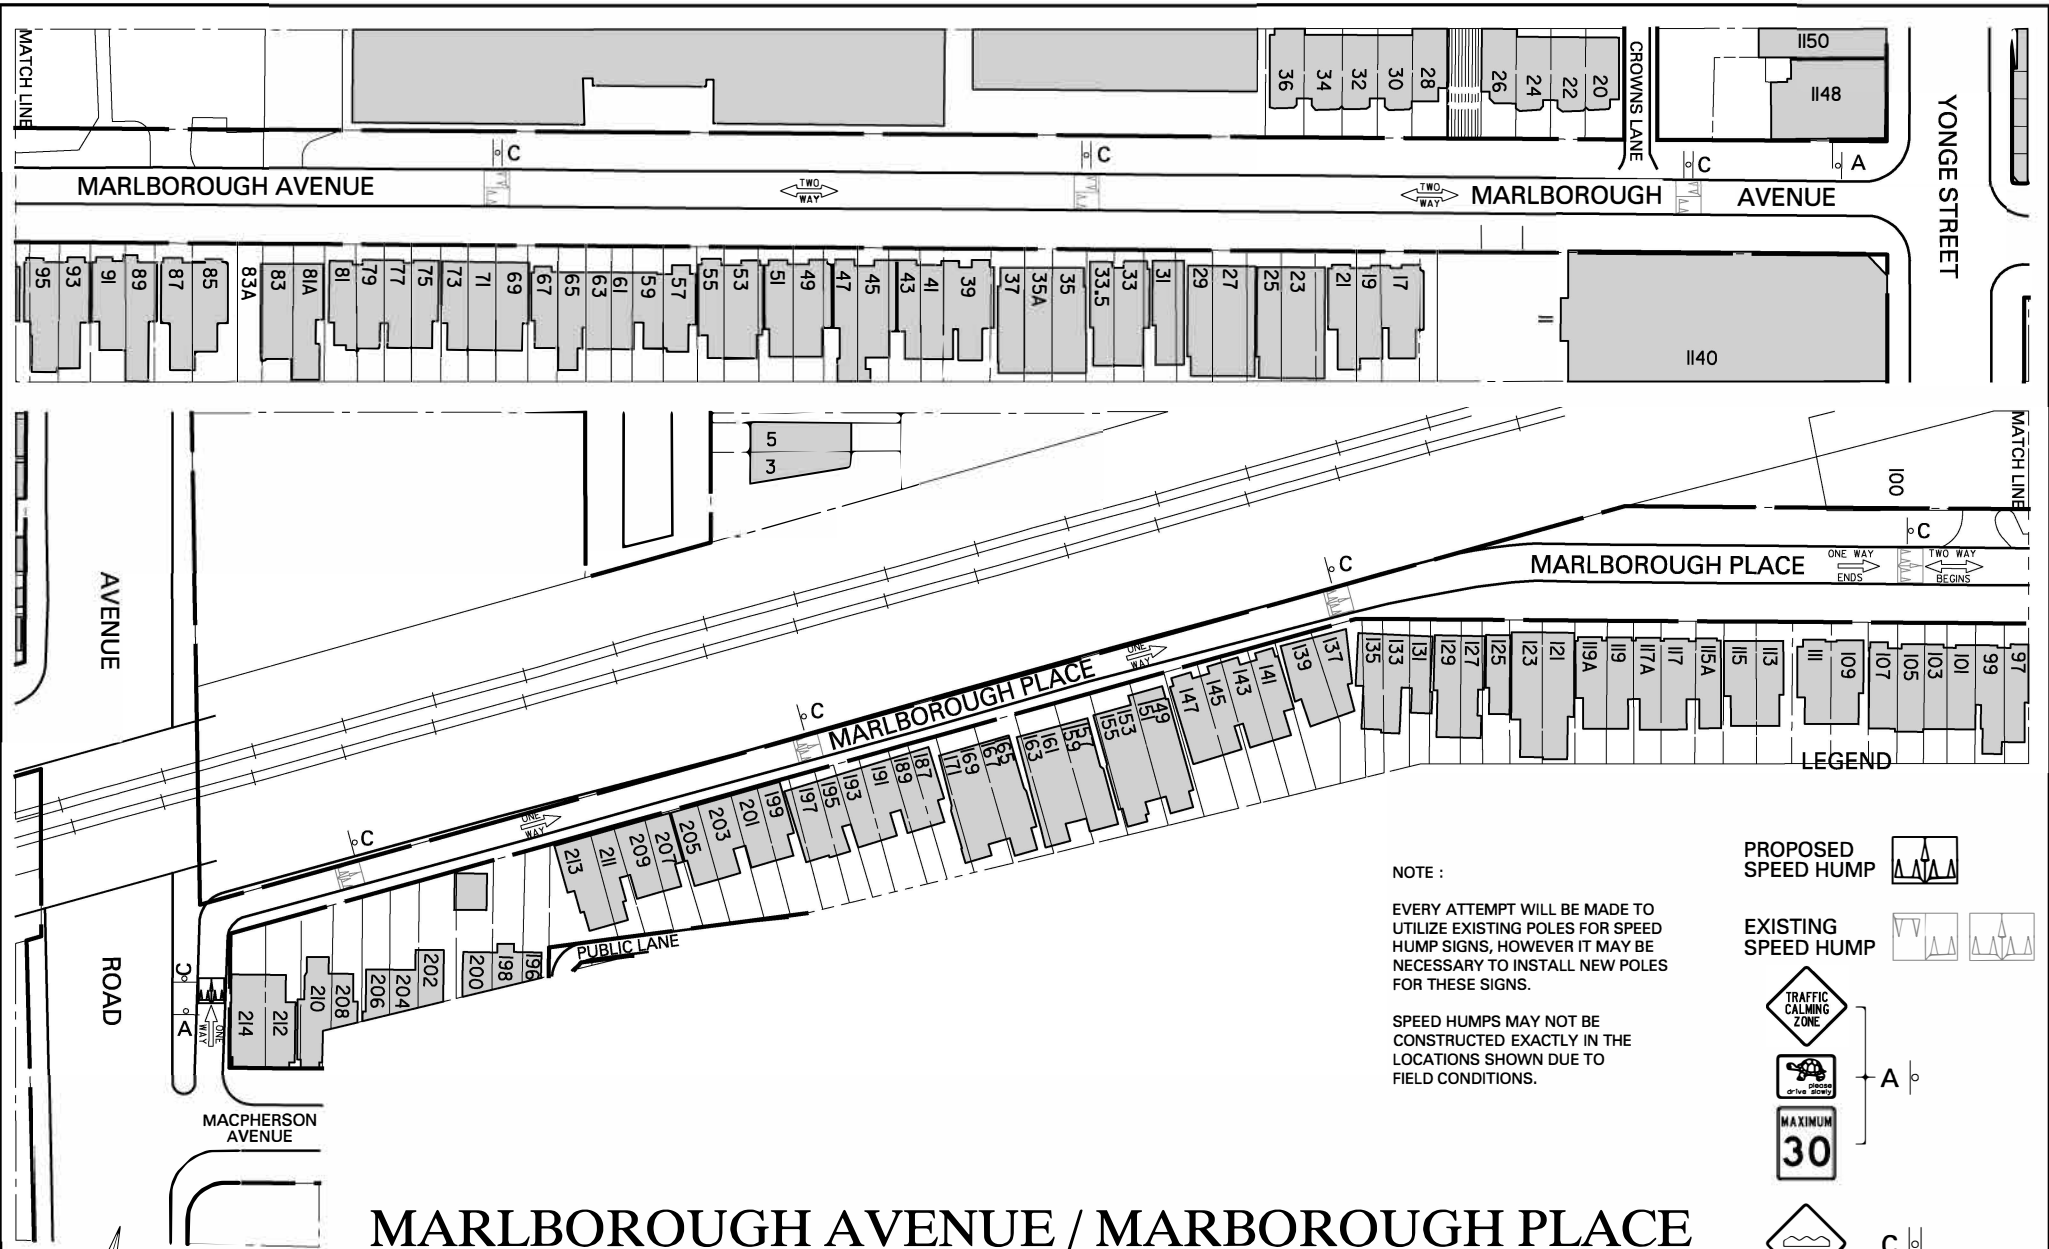 MATCH LINE
36
34
32
30
28
26
24
22
20
CROWNS LANE
1150
1148
YONGE STREET
C
C
C
A
MARLBOROUGH AVENUE
TWO
WAY
TWO
WAY
MARLBOROUGH
AVENUE
95
93
91
89
87
85
83A
83
81A
81
79
77
75
73
71
69
67
65
63
61
59
57
55
53
51
49
47
45
43
41
39
37
35A
35
33.5
33
31
29
27
25
23
21
19
17
11
1140
5
3
100
MATCH LINE
C
C
MARLBOROUGH PLACE
ONE WAY
ENDS
TWO WAY
BEGINS
AVENUE
ROAD
ONE
WAY
C
MARLBOROUGH PLACE
C
ONE
WAY
137
139
141
143
145
147
149
151
153
155
157
159
161
163
165
167
169
171
187
189
191
193
195
197
199
201
203
205
207
209
211
213
135
133
131
129
127
125
123
121
119A
119
117A
117
115A
115
113
111
109
107
105
103
101
99
97
LEGEND
PUBLIC LANE
196
198
200
202
204
206
208
210
212
214
C
A
ONE
WAY
MACPHERSON
AVENUE
NOTE :
EVERY ATTEMPT WILL BE MADE TO
UTILIZE EXISTING POLES FOR SPEED
HUMP SIGNS, HOWEVER IT MAY BE
NECESSARY TO INSTALL NEW POLES
FOR THESE SIGNS.
SPEED HUMPS MAY NOT BE
CONSTRUCTED EXACTLY IN THE
LOCATIONS SHOWN DUE TO
FIELD CONDITIONS.
PROPOSED
SPEED HUMP
EXISTING
SPEED HUMP
TRAFFIC
CALMING
ZONE
please
drive slowly
A
MAXIMUM
30
C
MARLBOROUGH AVENUE / MARBOROUGH PLACE